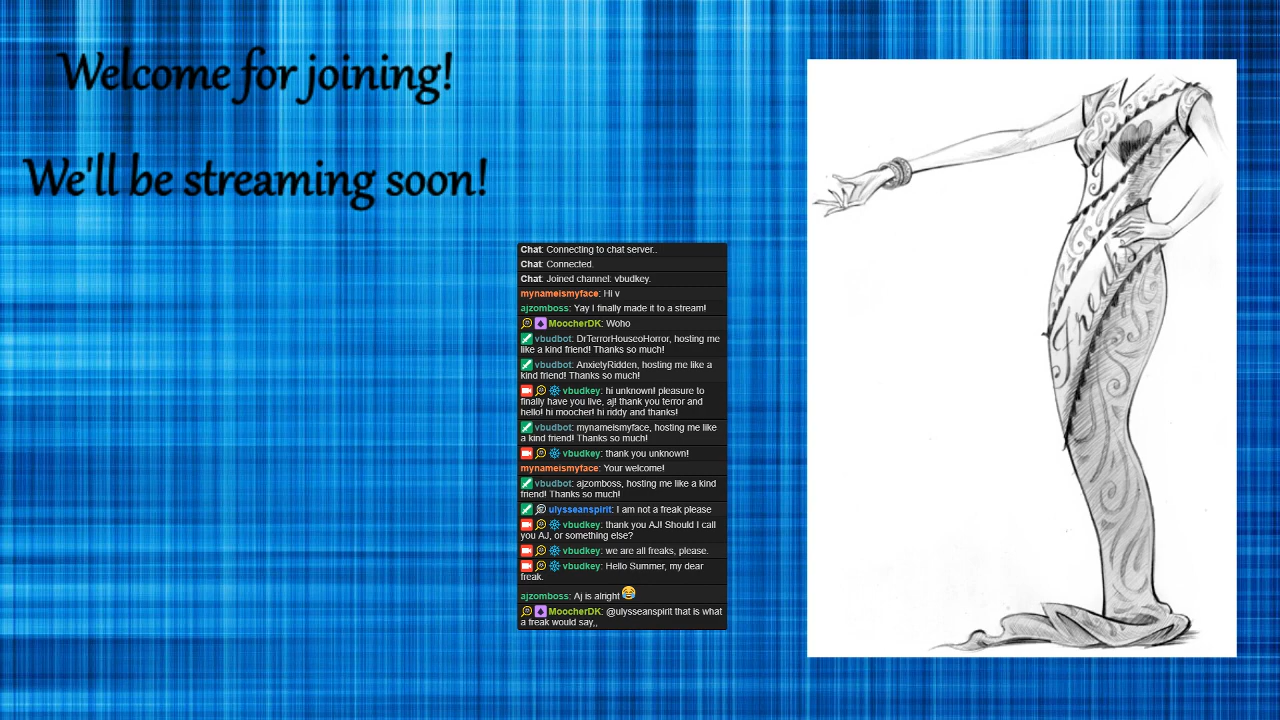 Welcome for joining!
We'll be streaming soon!
Chat: Connecting to chat server..
Chat: Connected.
Chat: Joined channel: vbudkey.
mynameismyface: Hi v
ajzomboss: Yay I finally made it to a stream!
MoocherDK: Woho
vbudbot: DrTerrorHouseoHorror, hosting me
like a kind friend! Thanks so much!
vbudbot: AnxietyRidden, hosting me like a
kind friend! Thanks so much!
vbudkey: hi unknown! pleasure to
finally have you live, aj! thank you terror and
hello! hi moocher! hi riddy and thanks!
vbudbot: mynameismyface, hosting me like
a kind friend! Thanks so much!
vbudkey: thank you unknown!
mynameismyface: Your welcome!
vbudbot: ajzomboss, hosting me like a kind
friend! Thanks so much!
ulysseanspirit: I am not a freak please
vbudkey: thank you AJ! Should I call
you AJ, or something else?
vbudkey: we are all freaks, please.
vbudkey: Hello Summer, my dear
freak.
ajzomboss: Aj is alright 😂
MoocherDK: @ulysseanspirit that is what
a freak would say,,
Freaks